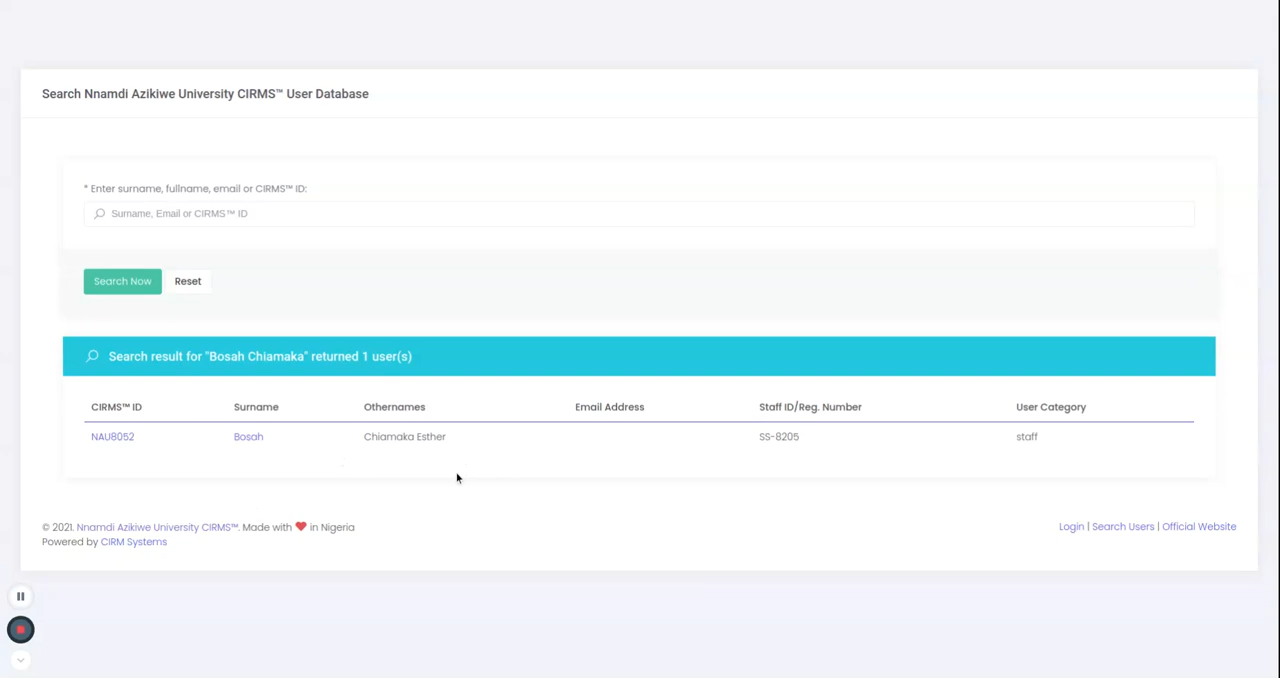 Search Nnamdi Azikiwe University CIRMS™ User Database
* Enter surname, fullname, email or CIRMS™ ID:
Surname, Email or CIRMS™ ID
Search Now Reset
Search result for "Bosah Chiamaka" returned 1 user(s)
CIRMS™ ID Surname Othernames Email Address Staff ID/Reg. Number User Category
NAU8052 Bosah Chiamaka Esther SS-8205 staff
© 2021. Nnamdi Azikiwe University CIRMS™. Made with ❤ in Nigeria Login | Search Users | Official Website
Powered by CIRM Systems